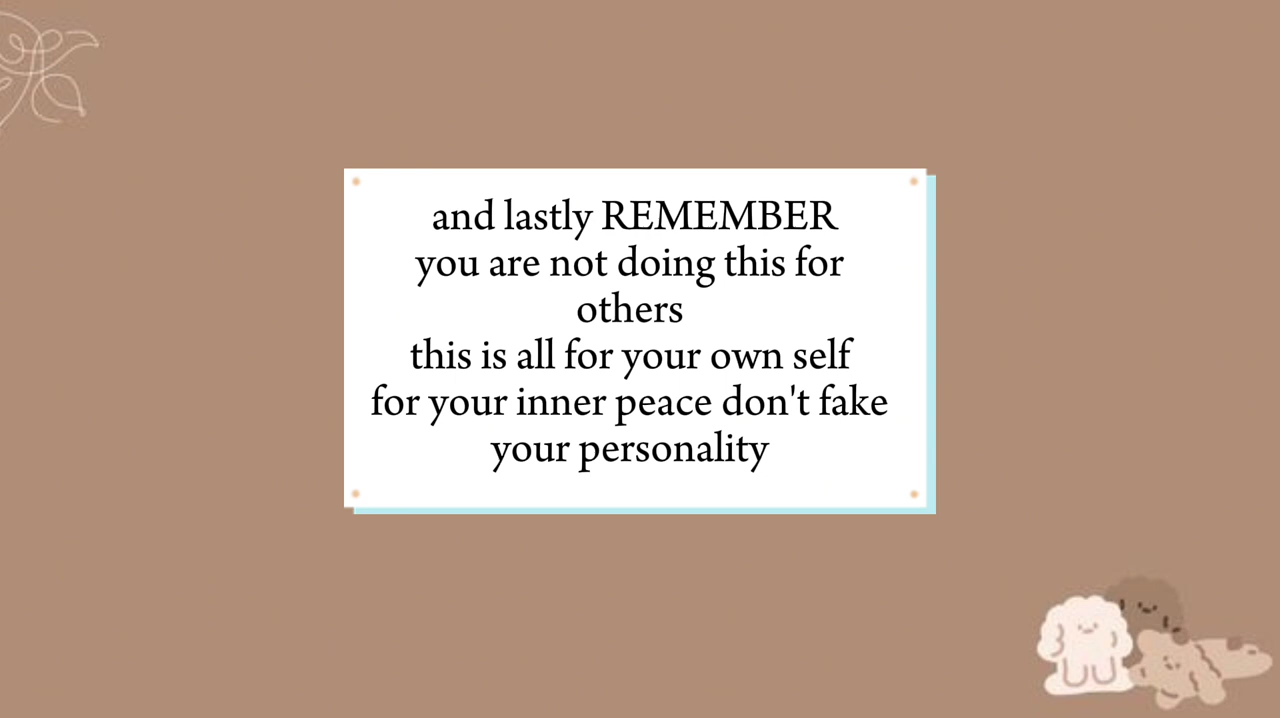 and lastly REMEMBER
you are not doing this for
others
this is all for your own self
for your inner peace don't fake
your personality